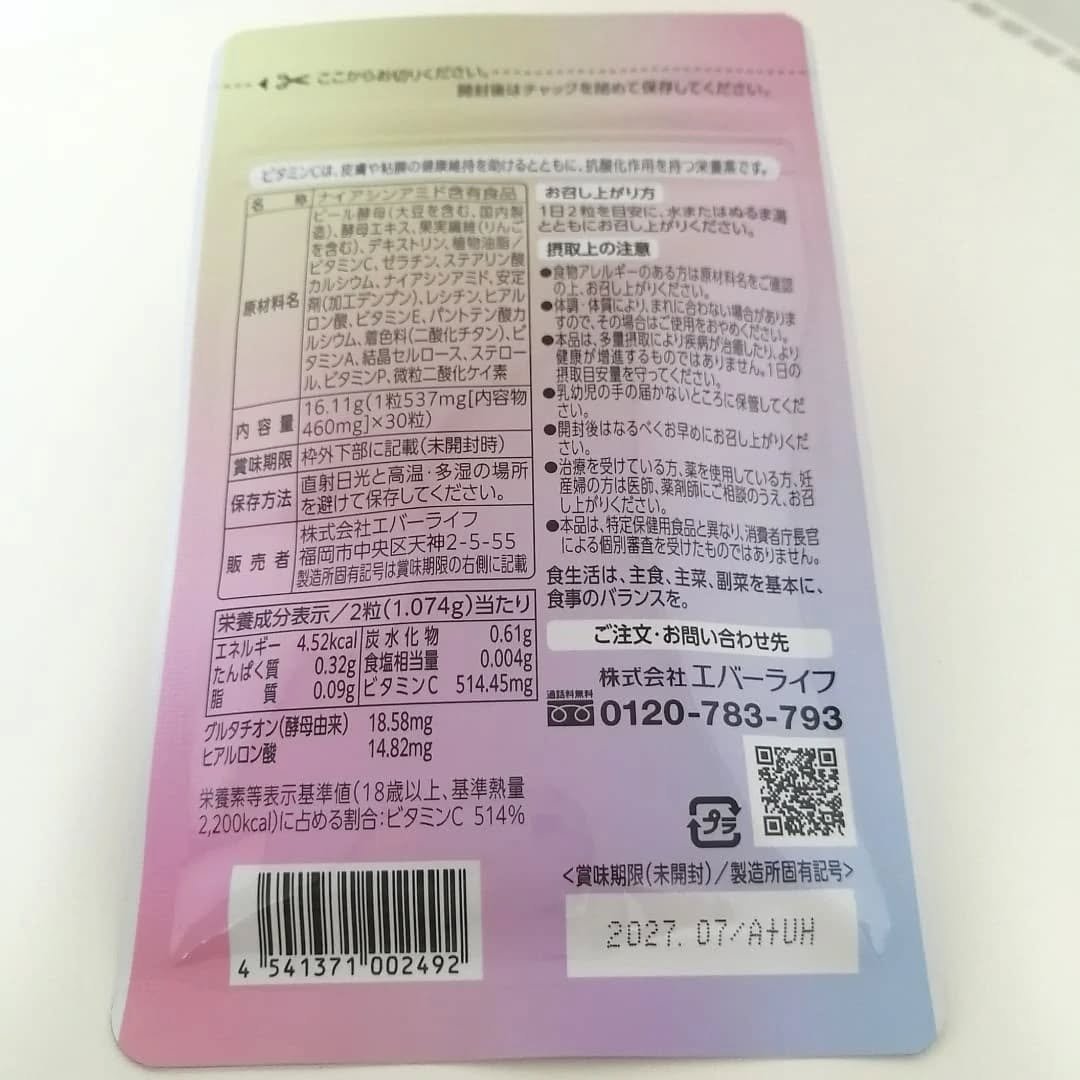 ここからお切りください。
開封後はチャックを閉めて保存してください。
ビタミンCは、皮膚や粘膜の健康維持を助けるとともに、抗酸化作用を持つ栄養素です。
名称 ナイアシンアミド含有食品
原材料名
ビール酵母(大豆を含む、国内製
造)、酵母エキス、果実繊維(りんご
を含む)、デキストリン、植物油脂/
ビタミンC、ゼラチン、ステアリン酸
カルシウム、ナイアシンアミド、安定
剤(加工デンプン)、レシチン、ヒアル
ロン酸、ビタミンE、パントテン酸カ
ルシウム、着色料(二酸化チタン)、ビ
タミンA、結晶セルロース、ステロー
ル、ビタミンP、微粒二酸化ケイ素
内容量
16.11g(1粒537mg[内容物
460mg]×30粒)
賞味期限 枠外下部に記載(未開封時)
保存方法
直射日光と高温・多湿の場所
を避けて保存してください。
販売者
株式会社エバーライフ
福岡市中央区天神2-5-55
製造所固有記号は賞味期限の右側に記載
栄養成分表示/2粒(1.074g)当たり
エネルギー 4.52kcal 炭水化物 0.61g
たんぱく質 0.32g 食塩相当量 0.004g
脂質 0.09g ビタミンC 514.45mg
グルタチオン(酵母由来) 18.58mg
ヒアルロン酸 14.82mg
栄養素等表示基準値(18歳以上、基準熱量
2,200kcal)に占める割合:ビタミンC 514%
4 541371 002492
お召し上がり方
1日2粒を目安に、水またはぬるま湯
とともにお召し上がりください。
摂取上の注意
●食物アレルギーのある方は原材料名をご確認
の上、お召し上がりください。
●体調・体質により、まれに合わない場合がありま
すので、その場合はご使用をおやめください。
●本品は、多量摂取により疾病が治癒したり、より
健康が増進するものではありません。1日の
摂取目安量を守ってください。
●乳幼児の手の届かないところに保管してくだ
さい。
●開封後はなるべくお早めにお召し上がりくだ
さい。
●治療を受けている方、薬を使用している方、妊
産婦の方は医師、薬剤師にご相談のうえ、お召
し上がりください。
●本品は、特定保健用食品と異なり、消費者庁長官
による個別審査を受けたものではありません。
食生活は、主食、主菜、副菜を基本に、
食事のバランスを。
ご注文・お問い合わせ先
株式会社エバーライフ
通話料無料
0120-783-793
プラ
<賞味期限(未開封)/製造所固有記号>
2027.07/A+UH